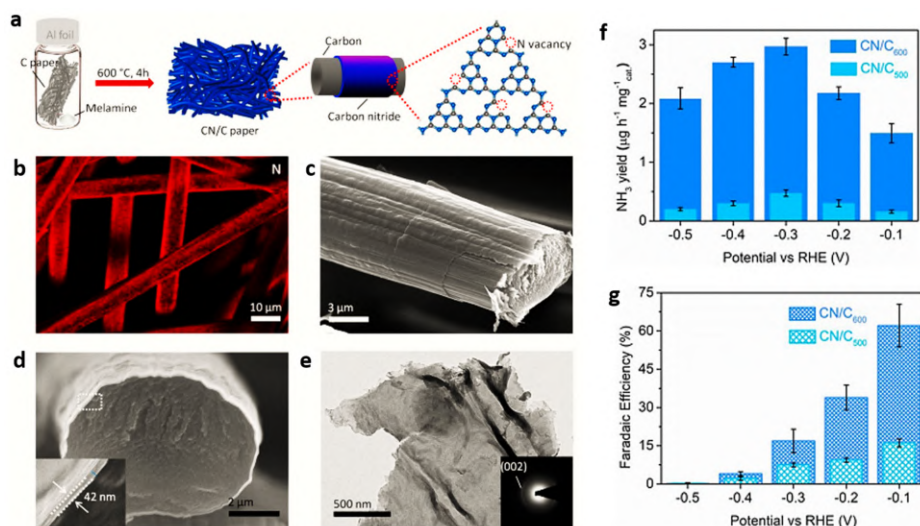 a
Al foil
C paper
Melamine
600 °C, 4h
CN/C paper
Carbon
Carbon nitride
N vacancy
b
N
10 μm
c
3 μm
d
42 nm
2 μm
e
(002)
500 nm
f
CN/C600
CN/C500
NH3 yield (μg h-1 mg-1cat.)
3
2
1
0
-0.5 -0.4 -0.3 -0.2 -0.1
Potential vs RHE (V)
g
CN/C600
CN/C500
Faradaic Efficiency (%)
75
60
45
30
15
0
-0.5 -0.4 -0.3 -0.2 -0.1
Potential vs RHE (V)